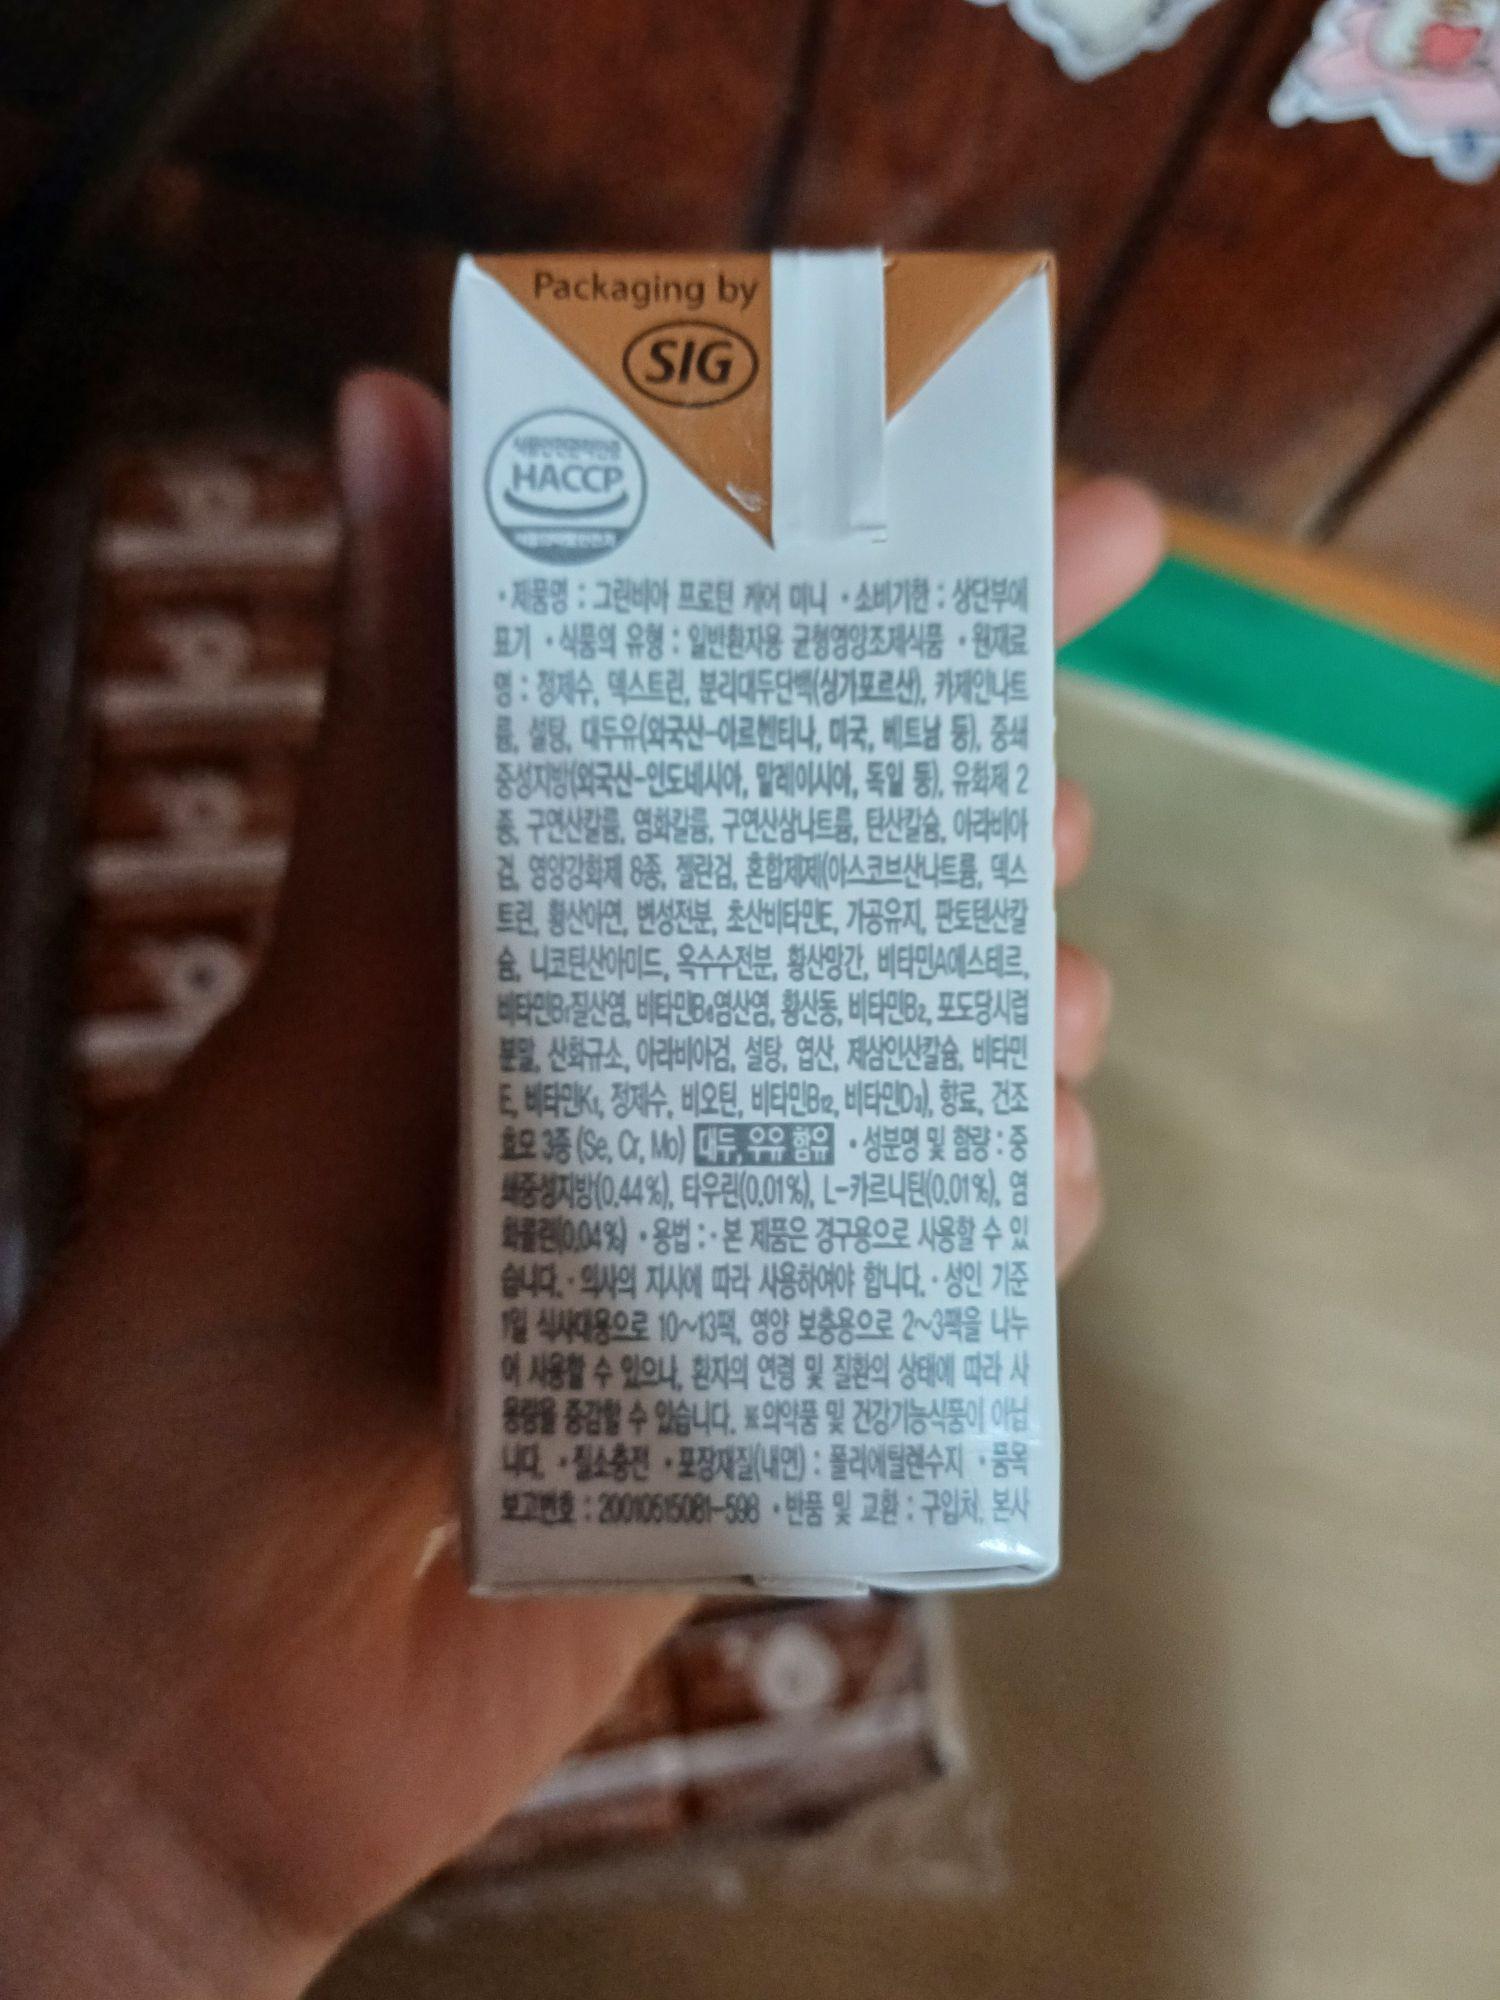 Packaging by
SIG
식품안전관리인증
HACCP
식품의약품안전처
·제품명 : 그린비아 프로틴 케어 미니 ·소비기한 : 상단부에
표기 ·식품의 유형 : 일반환자용 균형영양조제식품 ·원재료
명 : 정제수, 덱스트린, 분리대두단백(싱가포르산), 카제인나트
륨, 설탕, 대두유(외국산-아르헨티나, 미국, 베트남 등), 중쇄
중성지방(외국산-인도네시아, 말레이시아, 독일 등), 유화제 2
종, 구연산칼륨, 염화칼륨, 구연산삼나트륨, 탄산칼슘, 아라비아
검, 영양강화제 8종, 젤란검, 혼합제제(아스코브산나트륨, 덱스
트린, 황산아연, 변성전분, 초산비타민E, 가공유지, 판토텐산칼
슘, 니코틴산아미드, 옥수수전분, 황산망간, 비타민A에스테르,
비타민B₁질산염, 비타민B₆염산염, 황산동, 비타민B₂, 포도당시럽
분말, 산화규소, 아라비아검, 설탕, 엽산, 제삼인산칼슘, 비타민
E, 비타민K₁, 정제수, 비오틴, 비타민B₁₂, 비타민D₃), 향료, 건조
효모 3종 (Se, Cr, Mo) 대두, 우유 함유 ·성분명 및 함량 : 중
쇄중성지방(0.44%), 타우린(0.01%), L-카르니틴(0.01%), 염
화콜린(0.04%) ·용법 : · 본 제품은 경구용으로 사용할 수 있
습니다. · 의사의 지시에 따라 사용하여야 합니다. · 성인 기준
1일 식사대용으로 10~13팩, 영양 보충용으로 2~3팩을 나누
어 사용할 수 있으나, 환자의 연령 및 질환의 상태에 따라 사
용량을 증감할 수 있습니다. ※의약품 및 건강기능식품이 아닙
니다. ·질소충전 ·포장재질(내면) : 폴리에틸렌수지 ·품목
보고번호 : 20010515081-598 ·반품 및 교환 : 구입처, 본사